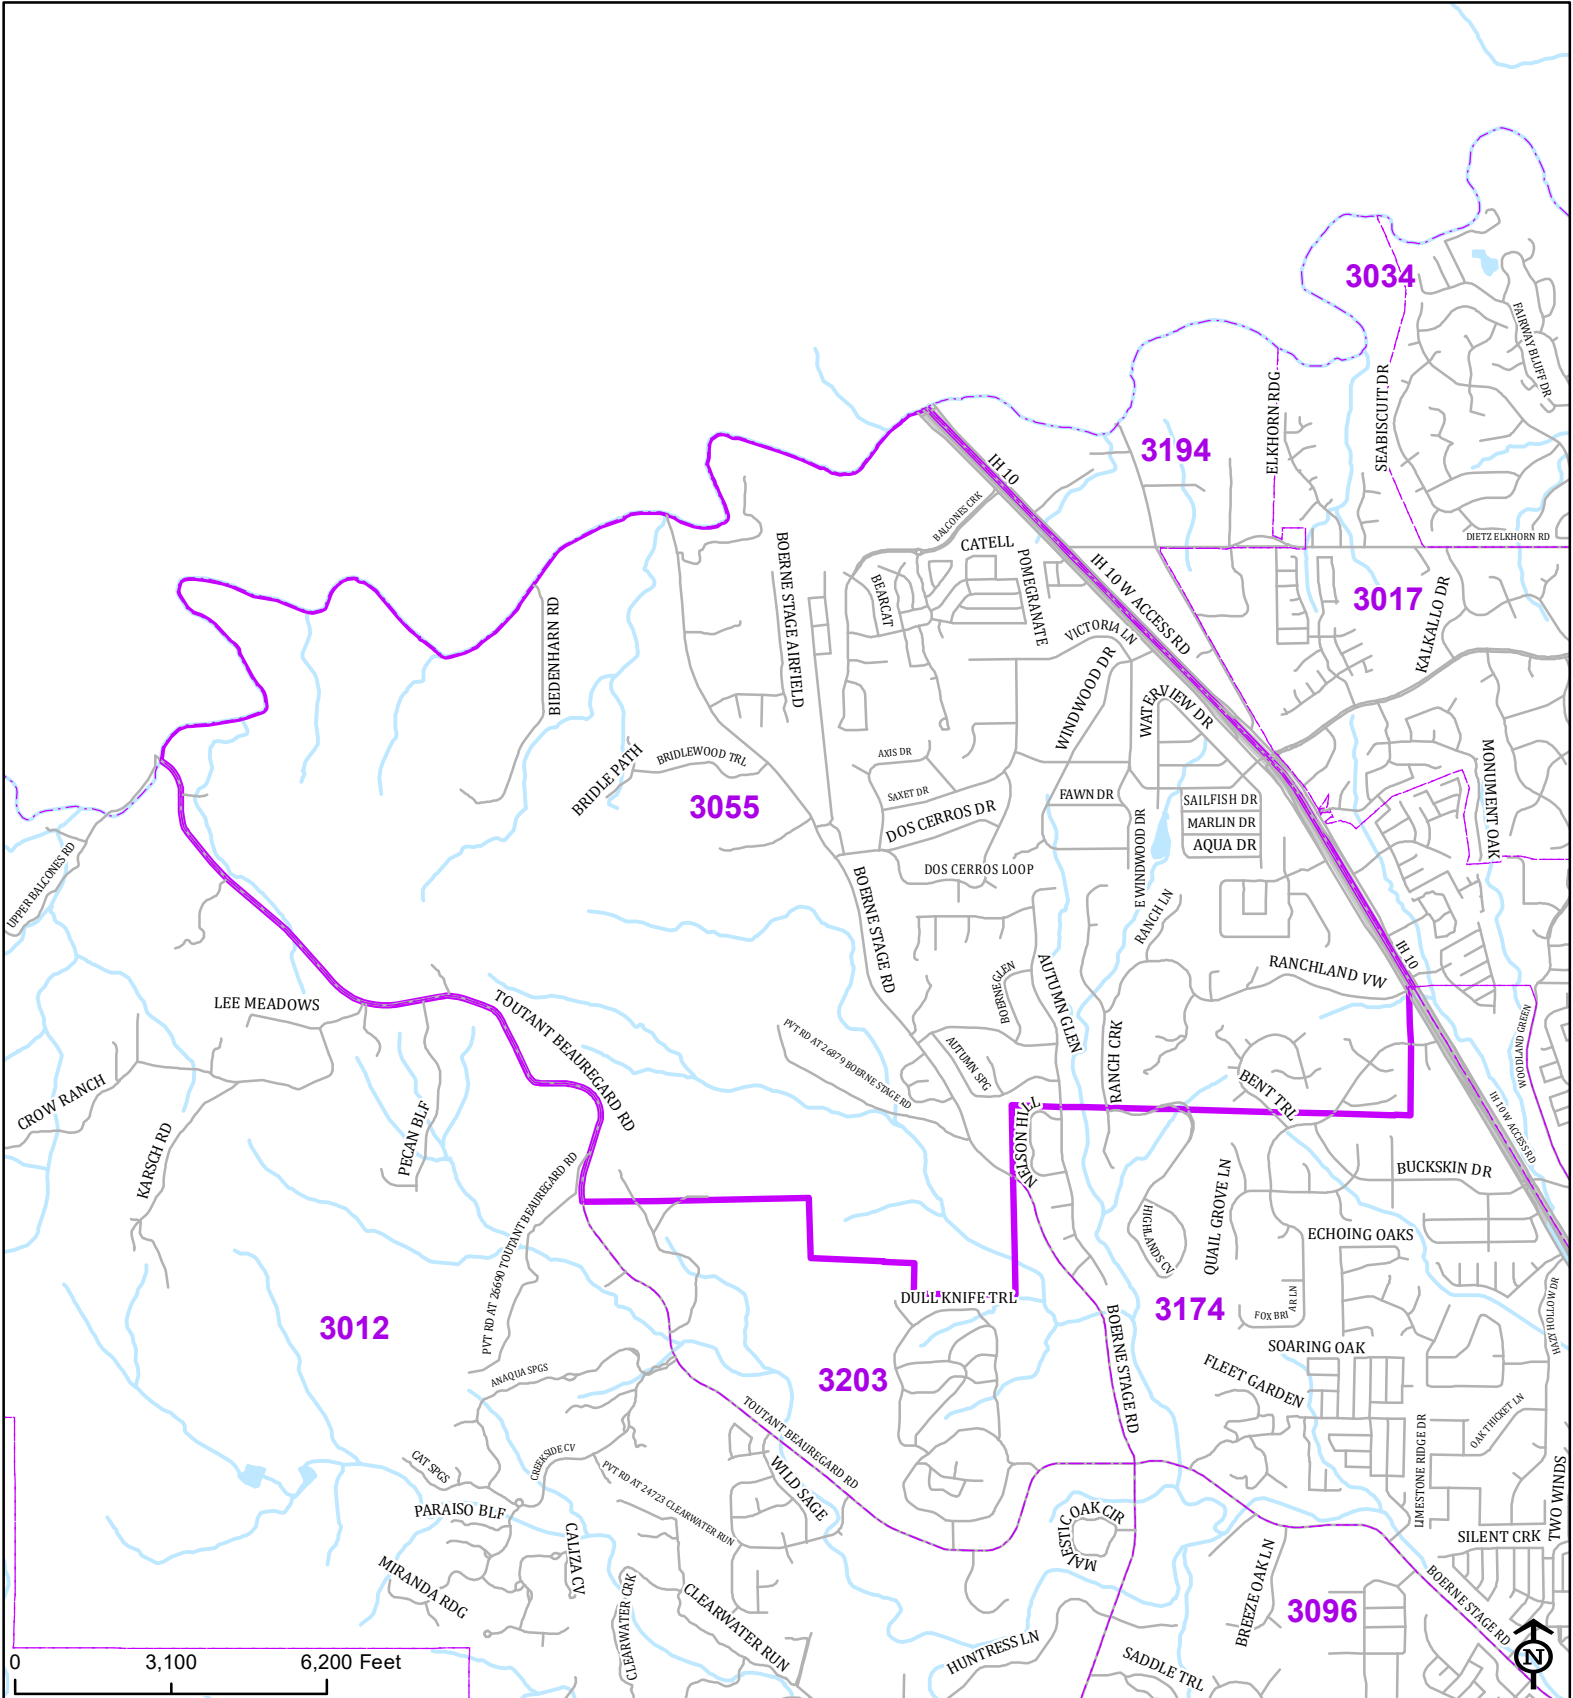 3034
FAIRWAY BLUFF DR
SEABISCUIT DR
ELKHORN RDG
3194
IH 10
BALCONES CRK
CATELL
DIETZ ELKHORN RD
BOERNE STAGE AIRFIELD
POMEGRANATE
IH 10 W ACCESS RD
BEARCAT
3017
KALKALO DR
VICTORIA LN
BIEDENHARN RD
WINDWOOD DR
WATERVIEW DR
BRIDLE PATH
BRIDLEWOOD TRL
AXIS DR
MONUMENT OAK
3055
SAXET DR
FAWN DR
SAILFISH DR
DOS CERROS DR
MARLIN DR
AQUA DR
E WINDWOOD DR
UPPER BALCONES RD
DOS CERROS LOOP
BOERNE STAGE RD
RANCH LN
IH 10
AUTUMN GLEN
BOERNE GLEN
RANCHLAND VW
LEE MEADOWS
TOUTANT BEAUREGARD RD
PVT RD AT 26879 BOERNE STAGE RD
AUTUMN SPG
RANCH CRK
WOODLAND GREEN
CROW RANCH
BENT TRL
IH 10 W ACCESS RD
PECAN BLF
KARSCH RD
NELSON HILL
BUCKSKIN DR
QUAIL GROVE LN
PVT RD AT 26690 TOUTANT BEAUREGARD RD
HIGHLANDS CV
ECHOING OAKS
DULL KNIFE TRL
3174
FOX BRIAR LN
HAZY HOLLOW DR
3012
BOERNE STAGE RD
SOARING OAK
ANAQUA SPGS
3203
FLEET GARDEN
TOUTANT BEAUREGARD RD
OAK THICKET LN
LIMESTONE RIDGE DR
CAT SPGS
CREEKSIDE CV
PVT RD AT 24723 CLEARWATER RUN
WILD SAGE
TWO WINDS
PARAISO BLF
MAJESTIC OAK CIR
SILENT CRK
CALIZA CV
MIRANDA RDG
CLEARWATER CRK
CLEARWATER RUN
BREEZE OAK LN
3096
BOERNE STAGE RD
HUNTRESS LN
SADDLE TRL
0 3,100 6,200 Feet
N